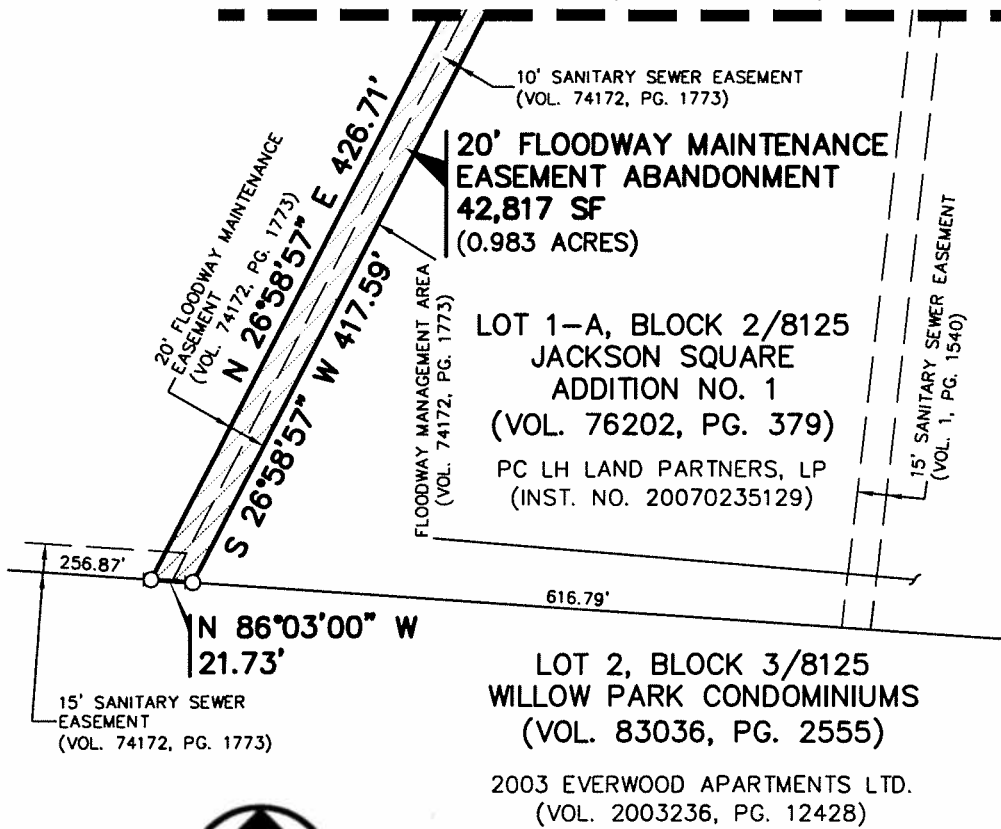 10' SANITARY SEWER EASEMENT
(VOL. 74172, PG. 1773)
20' FLOODWAY MAINTENANCE
EASEMENT ABANDONMENT
42,817 SF
(0.983 ACRES)
20' FLOODWAY MAINTENANCE
EASEMENT
(VOL. 74172, PG. 1773)
N 26°58'57" E 426.71'
S 26°58'57" W 417.59'
FLOODWAY MANAGEMENT AREA
(VOL. 74172, PG. 1773)
LOT 1-A, BLOCK 2/8125
JACKSON SQUARE
ADDITION NO. 1
(VOL. 76202, PG. 379)
PC LH LAND PARTNERS, LP
(INST. NO. 20070235129)
15' SANITARY SEWER EASEMENT
(VOL. 1, PG. 1540)
256.87'
616.79'
N 86°03'00" W
21.73'
15' SANITARY SEWER
EASEMENT
(VOL. 74172, PG. 1773)
LOT 2, BLOCK 3/8125
WILLOW PARK CONDOMINIUMS
(VOL. 83036, PG. 2555)
2003 EVERWOOD APARTMENTS LTD.
(VOL. 2003236, PG. 12428)